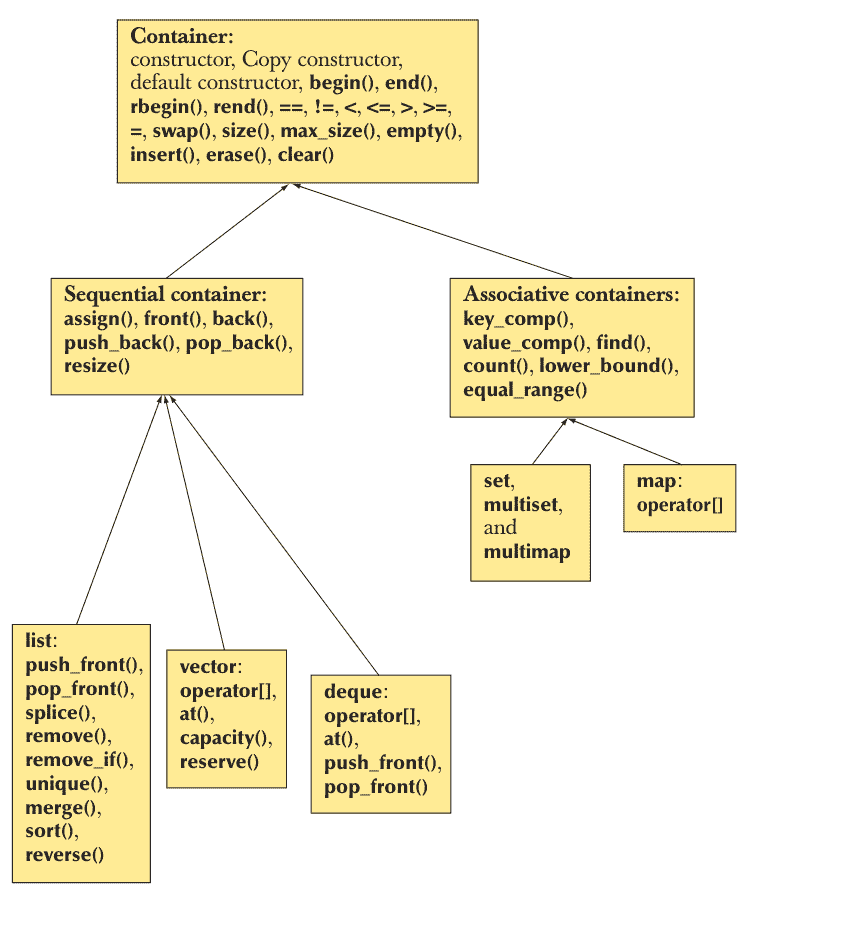 Container:
constructor, Copy constructor,
default constructor, begin(), end(),
rbegin(), rend(), ==, !=, <, <=, >, >=,
=, swap(), size(), max_size(), empty(),
insert(), erase(), clear()
Sequential container:
assign(), front(), back(),
push_back(), pop_back(),
resize()
Associative containers:
key_comp(),
value_comp(), find(),
count(), lower_bound(),
equal_range()
set,
multiset,
and
multimap
map:
operator[]
list:
push_front(),
pop_front(),
splice(),
remove(),
remove_if(),
unique(),
merge(),
sort(),
reverse()
vector:
operator[],
at(),
capacity(),
reserve()
deque:
operator[],
at(),
push_front(),
pop_front()